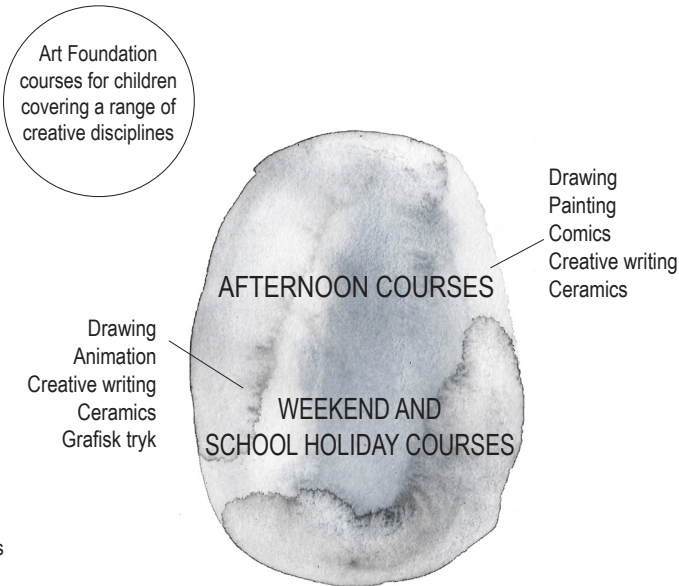 Art Foundation
courses for children
covering a range of
creative disciplines
Drawing
Painting
Comics
Creative writing
Ceramics
AFTERNOON COURSES
Drawing
Animation
Creative writing
Ceramics
Grafisk tryk
WEEKEND AND
SCHOOL HOLIDAY COURSES